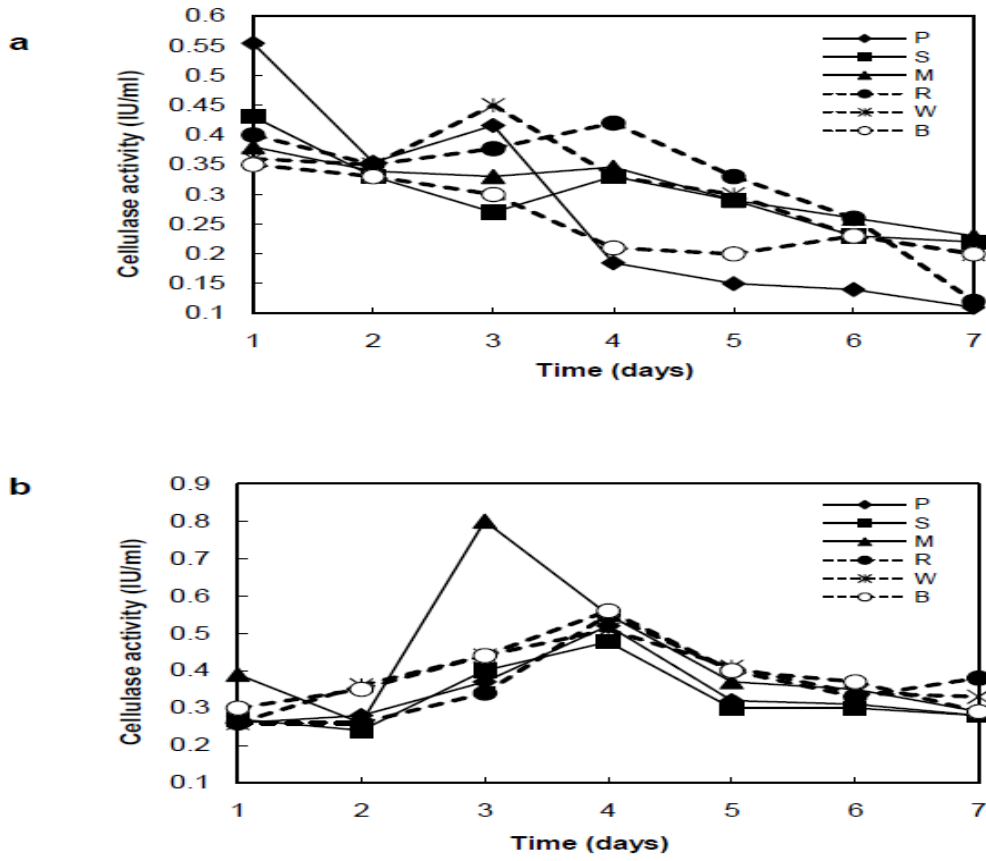 a
Cellulase activity (IU/ml)
0.6
0.55
0.5
0.45
0.4
0.35
0.3
0.25
0.2
0.15
0.1
P
S
M
R
W
B
1 2 3 4 5 6 7
Time (days)
b
Cellulase activity (IU/ml)
0.9
0.8
0.7
0.6
0.5
0.4
0.3
0.2
0.1
P
S
M
R
W
B
1 2 3 4 5 6 7
Time (days)